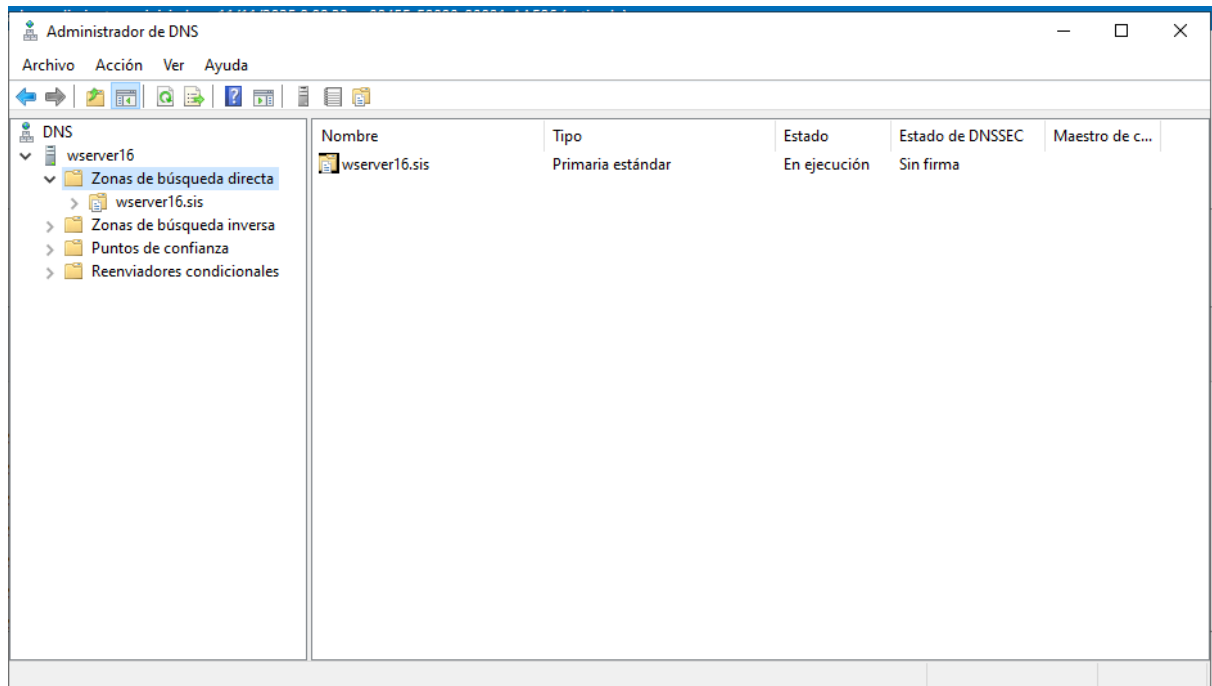 Administrador de DNS
Archivo Acción Ver Ayuda
DNS
wserver16
Zonas de búsqueda directa
wserver16.sis
Zonas de búsqueda inversa
Puntos de confianza
Reenviadores condicionales
Nombre Tipo Estado Estado de DNSSEC Maestro de c...
wserver16.sis Primaria estándar En ejecución Sin firma